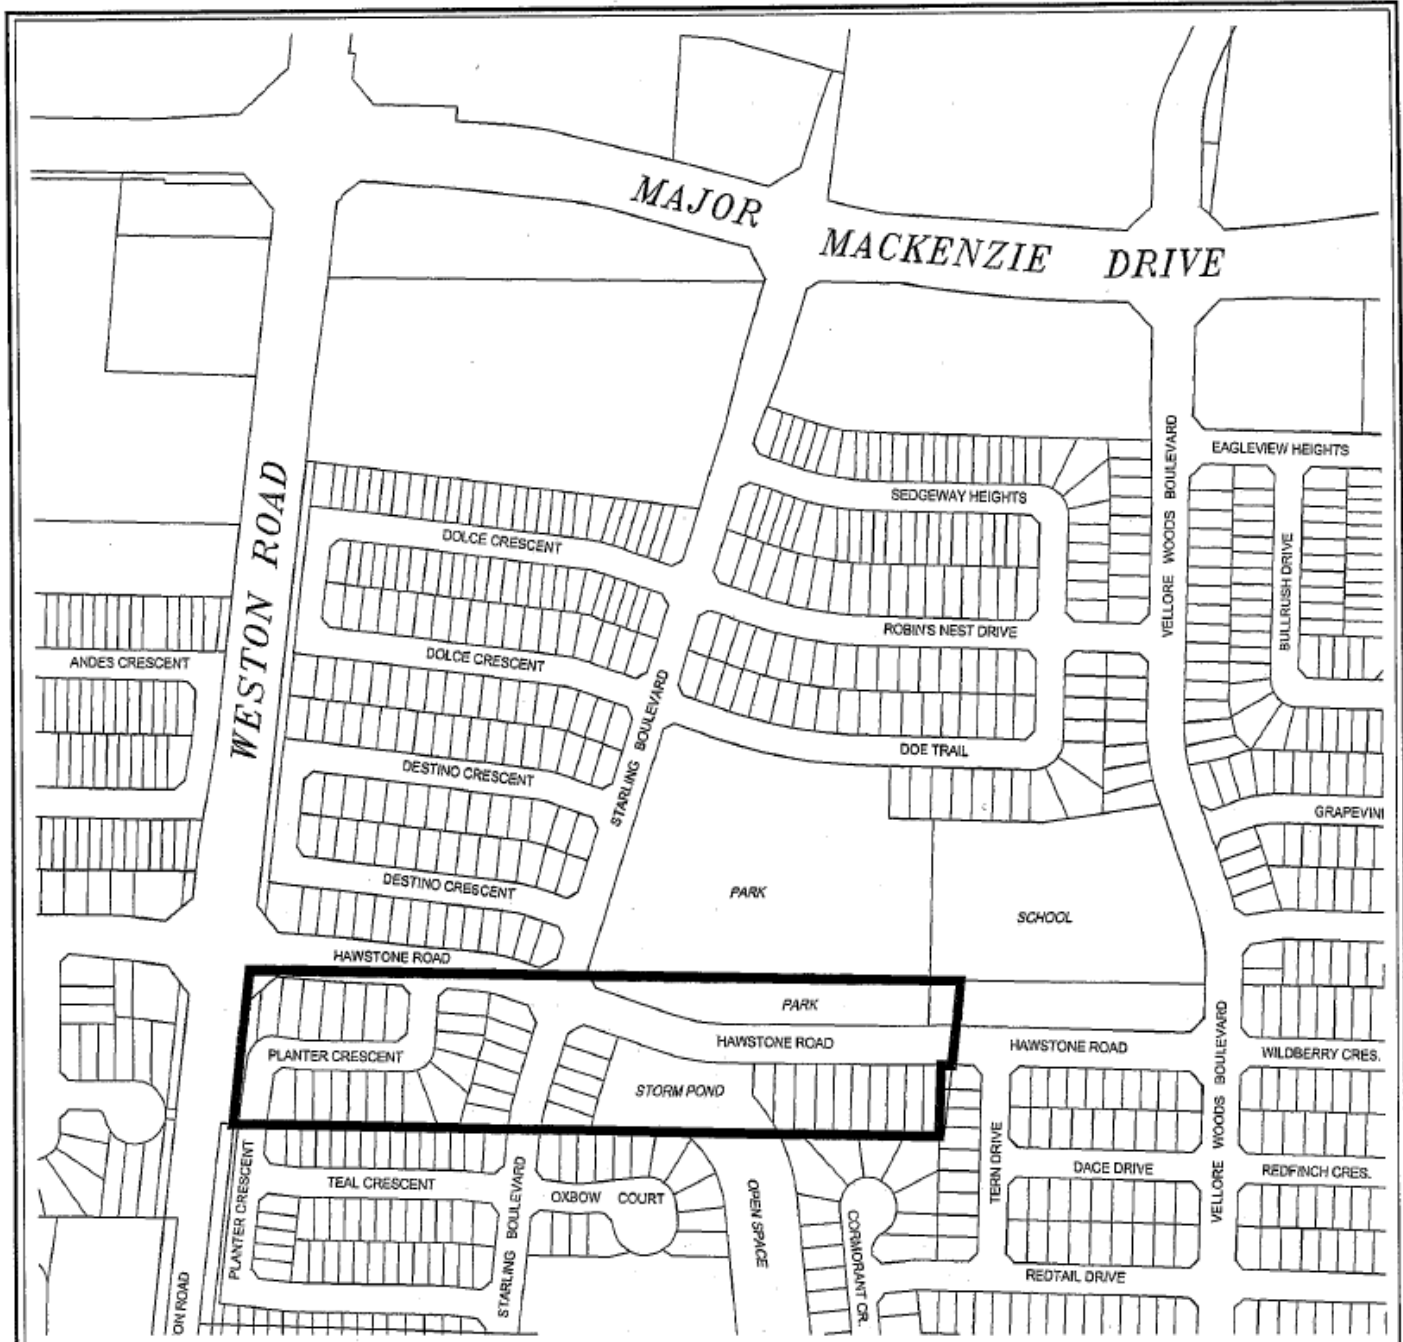 MAJOR
MACKENZIE DRIVE
WESTON ROAD
VELLORE WOODS BOULEVARD
EAGLEVIEW HEIGHTS
SEDGEWAY HEIGHTS
DOLCE CRESCENT
BULLRUSH DRIVE
ROBIN'S NEST DRIVE
ANDES CRESCENT
DOLCE CRESCENT
STARLING BOULEVARD
DOE TRAIL
DESTINO CRESCENT
GRAPEVIN
DESTINO CRESCENT
PARK
SCHOOL
HAWSTONE ROAD
PARK
HAWSTONE ROAD
HAWSTONE ROAD
VELLORE WOODS BOULEVARD
WILDBERRY CRES.
PLANTER CRESCENT
STORM POND
TERN DRIVE
DACE DRIVE
REDFINCH CRES.
PLANTER CRESCENT
TEAL CRESCENT
STARLING BOULEVARD
OXBOW COURT
OPEN SPACE
CORMORANT CR.
REDTAIL DRIVE
ON ROAD